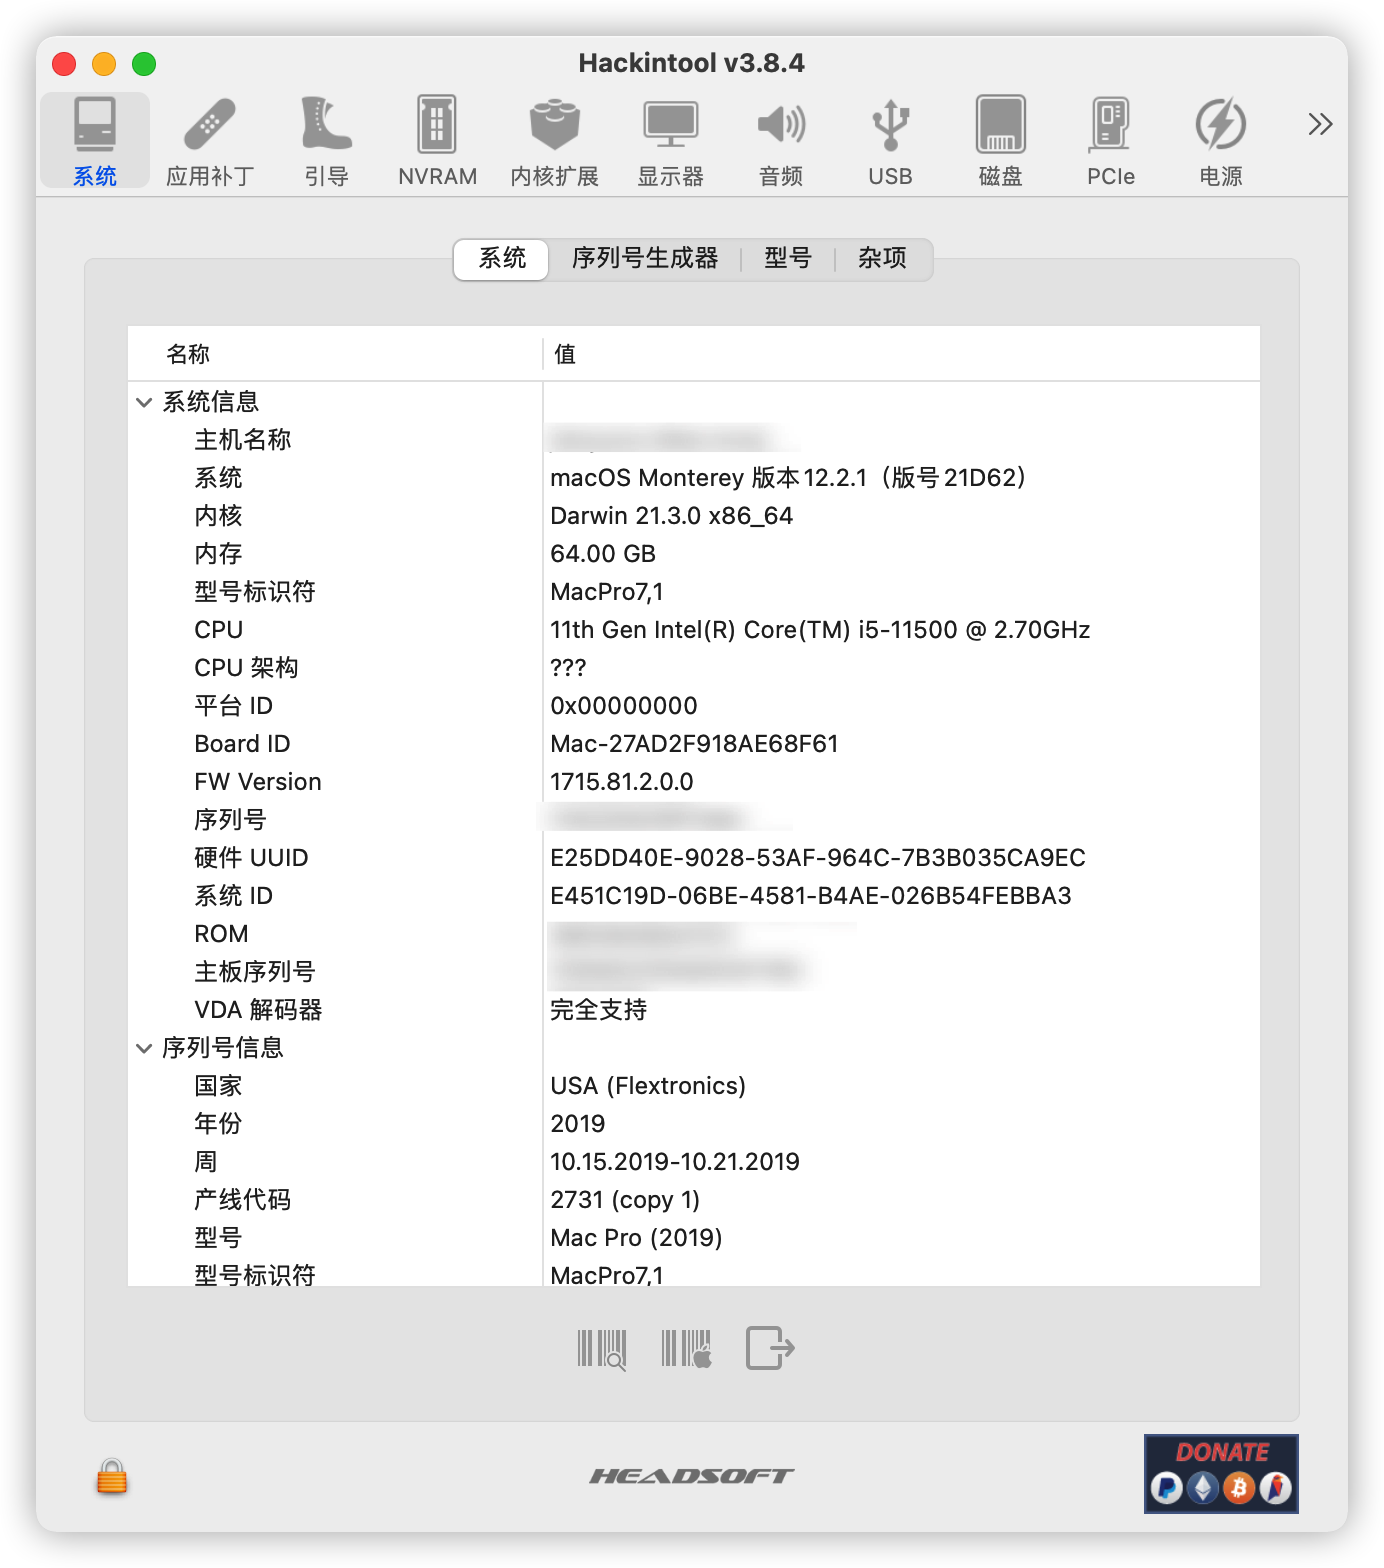 Hackintool v3.8.4
系统 应用补丁 引导 NVRAM 内核扩展 显示器 音频 USB 磁盘 PCIe 电源
系统 序列号生成器 型号 杂项
名称 值
系统信息
主机名称
系统 macOS Monterey 版本12.2.1（版号21D62）
内核 Darwin 21.3.0 x86_64
内存 64.00 GB
型号标识符 MacPro7,1
CPU 11th Gen Intel(R) Core(TM) i5-11500 @ 2.70GHz
CPU 架构 ???
平台 ID 0x00000000
Board ID Mac-27AD2F918AE68F61
FW Version 1715.81.2.0.0
序列号
硬件 UUID E25DD40E-9028-53AF-964C-7B3B035CA9EC
系统 ID E451C19D-06BE-4581-B4AE-026B54FEBBA3
ROM
主板序列号
VDA 解码器 完全支持
序列号信息
国家 USA (Flextronics)
年份 2019
周 10.15.2019-10.21.2019
产线代码 2731 (copy 1)
型号 Mac Pro (2019)
型号标识符 MacPro7,1
HEADSOFT
DONATE